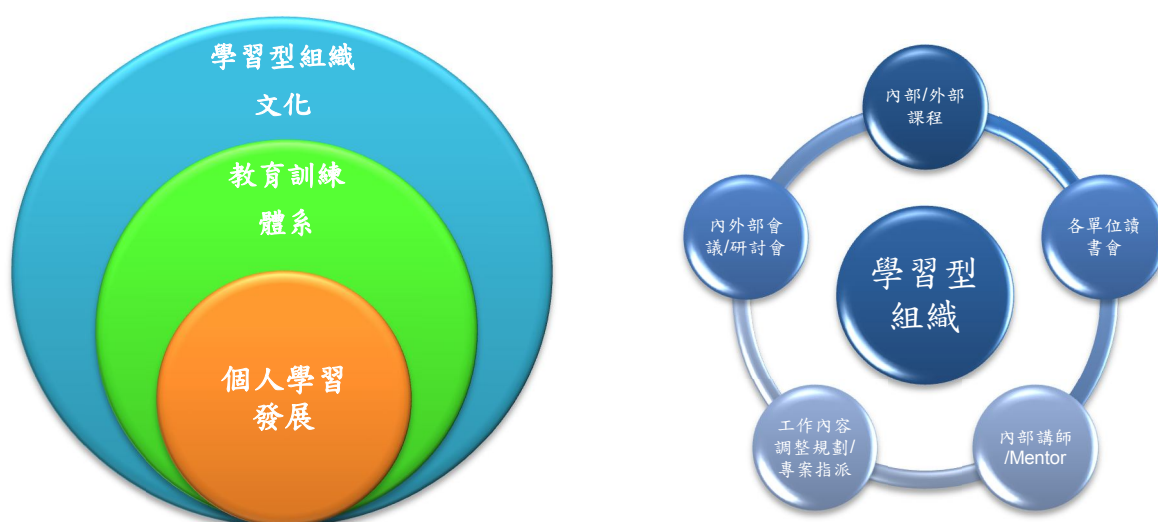 學習型組織
文化
教育訓練
體系
個人學習
發展
內部/外部
課程
各單位讀
書會
內部講師
/Mentor
工作內容
調整規劃/
專案指派
內外部會
議/研討會
學習型
組織